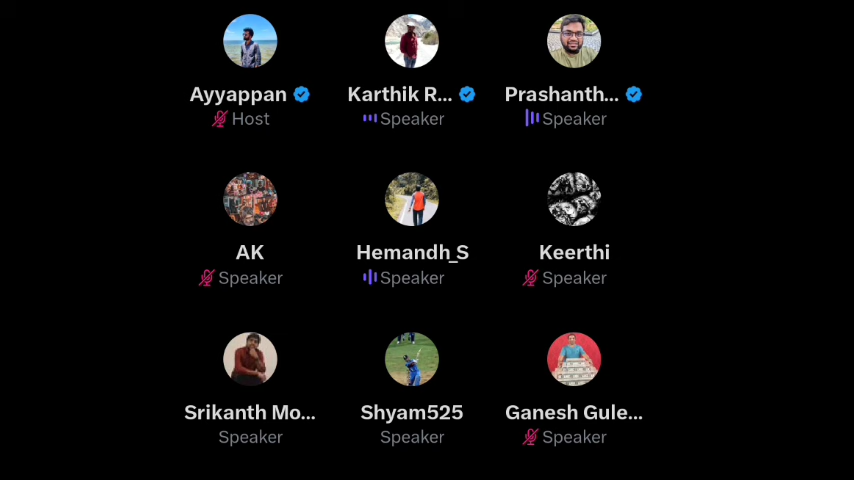 Ayyappan Karthik R... Prashanth...
Host Speaker Speaker
AK Hemandh_S Keerthi
Speaker Speaker Speaker
Srikanth Mo... Shyam525 Ganesh Gule...
Speaker Speaker Speaker